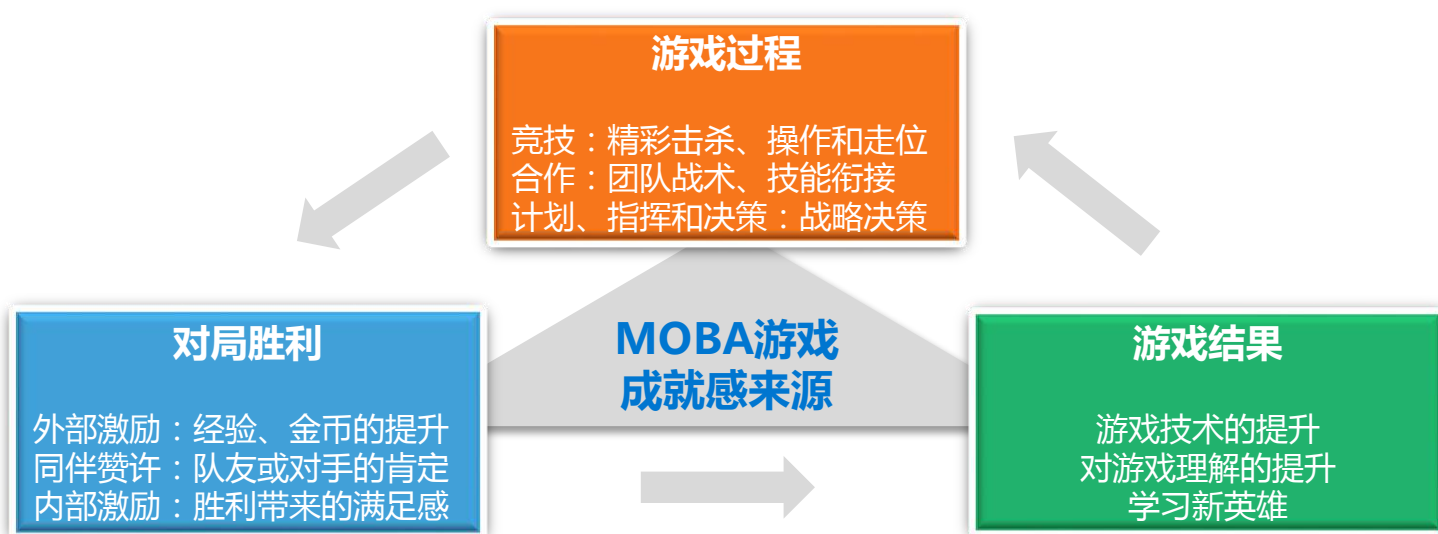 游戏过程
竞技：精彩击杀、操作和走位
合作：团队战术、技能衔接
计划、指挥和决策：战略决策
MOBA游戏
成就感来源
对局胜利
外部激励：经验、金币的提升
同伴赞许：队友或对手的肯定
内部激励：胜利带来的满足感
游戏结果
游戏技术的提升
对游戏理解的提升
学习新英雄